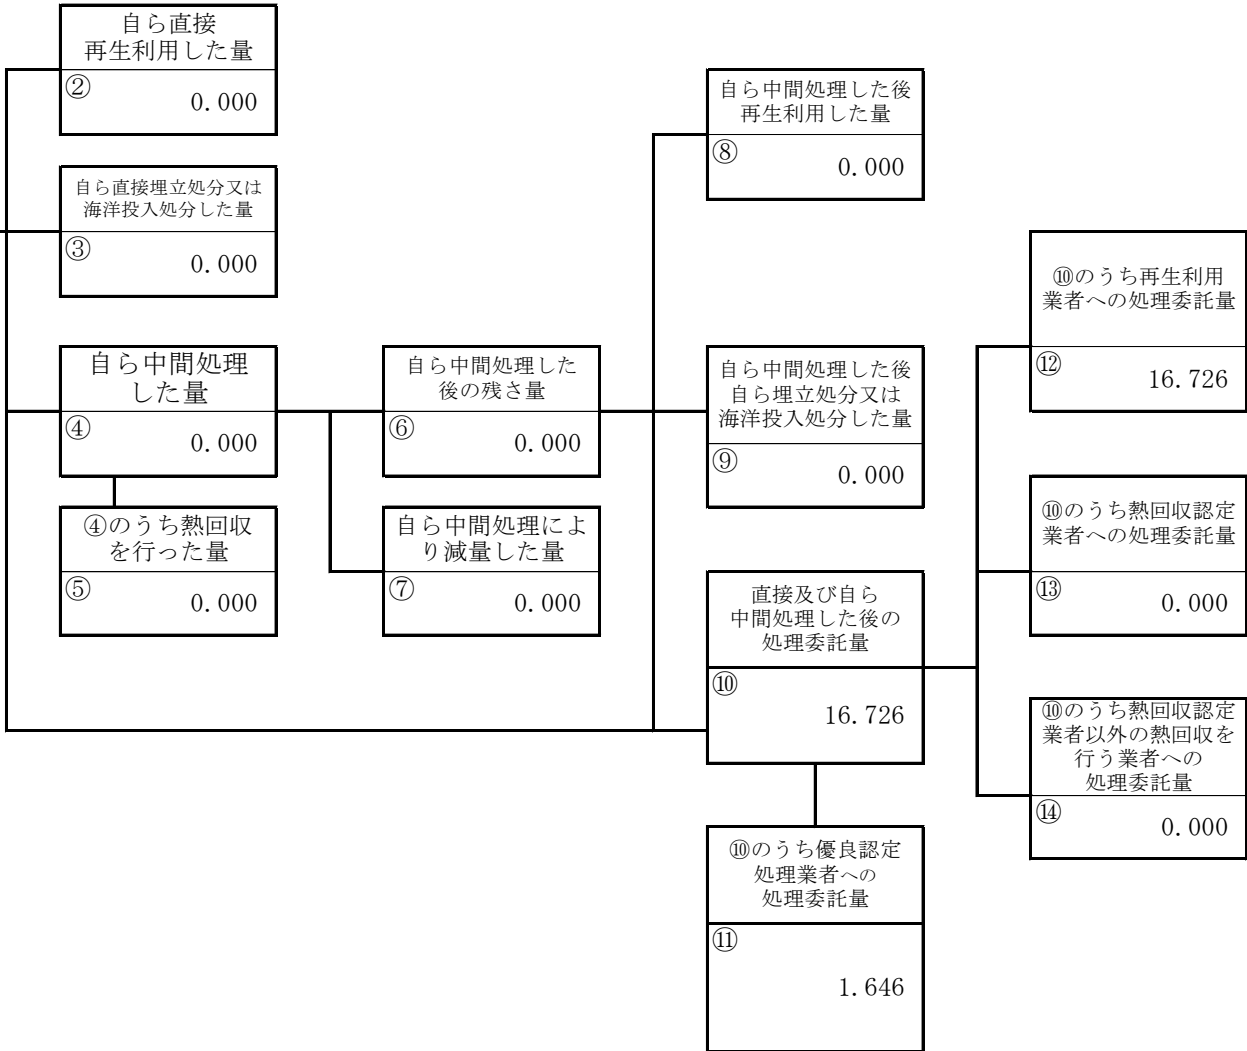 自ら直接
再生利用した量
②
0.000
自ら直接埋立処分又は
海洋投入処分した量
③
0.000
自ら中間処理
した量
④
0.000
④のうち熱回収
を行った量
⑤
0.000
自ら中間処理した
後の残さ量
⑥
0.000
自ら中間処理によ
り減量した量
⑦
0.000
自ら中間処理した後
再生利用した量
⑧
0.000
自ら中間処理した後
自ら埋立処分又は
海洋投入処分した量
⑨
0.000
直接及び自ら
中間処理した後の
処理委託量
⑩
16.726
⑩のうち優良認定
処理業者への
処理委託量
⑪
1.646
⑩のうち再生利用
業者への処理委託量
⑫
16.726
⑩のうち熱回収認定
業者への処理委託量
⑬
0.000
⑩のうち熱回収認定
業者以外の熱回収を
行う業者への
処理委託量
⑭
0.000